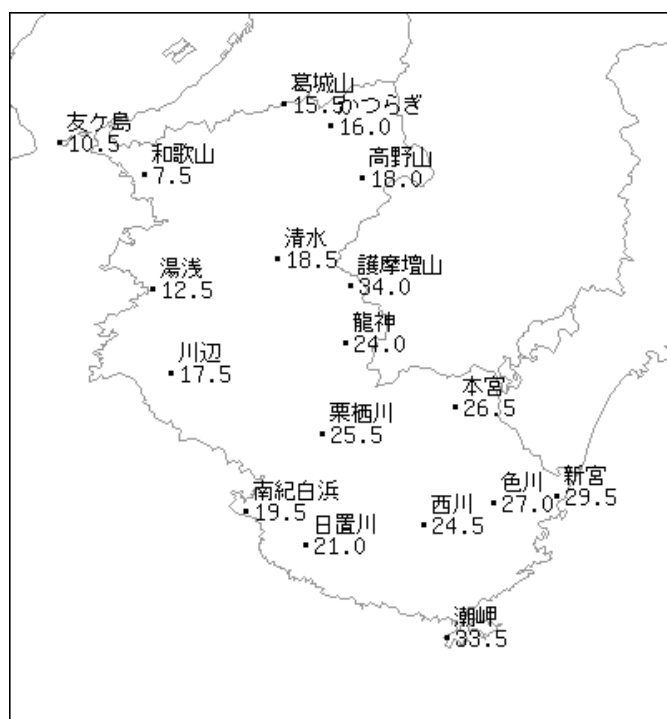 葛城山
15.5
かつらぎ
16.0
友ケ島
10.5
和歌山
7.5
高野山
18.0
清水
18.5
護摩壇山
34.0
湯浅
12.5
龍神
24.0
川辺
17.5
本宮
26.5
栗栖川
25.5
新宮
29.5
色川
27.0
南紀白浜
19.5
西川
24.5
日置川
21.0
潮岬
33.5